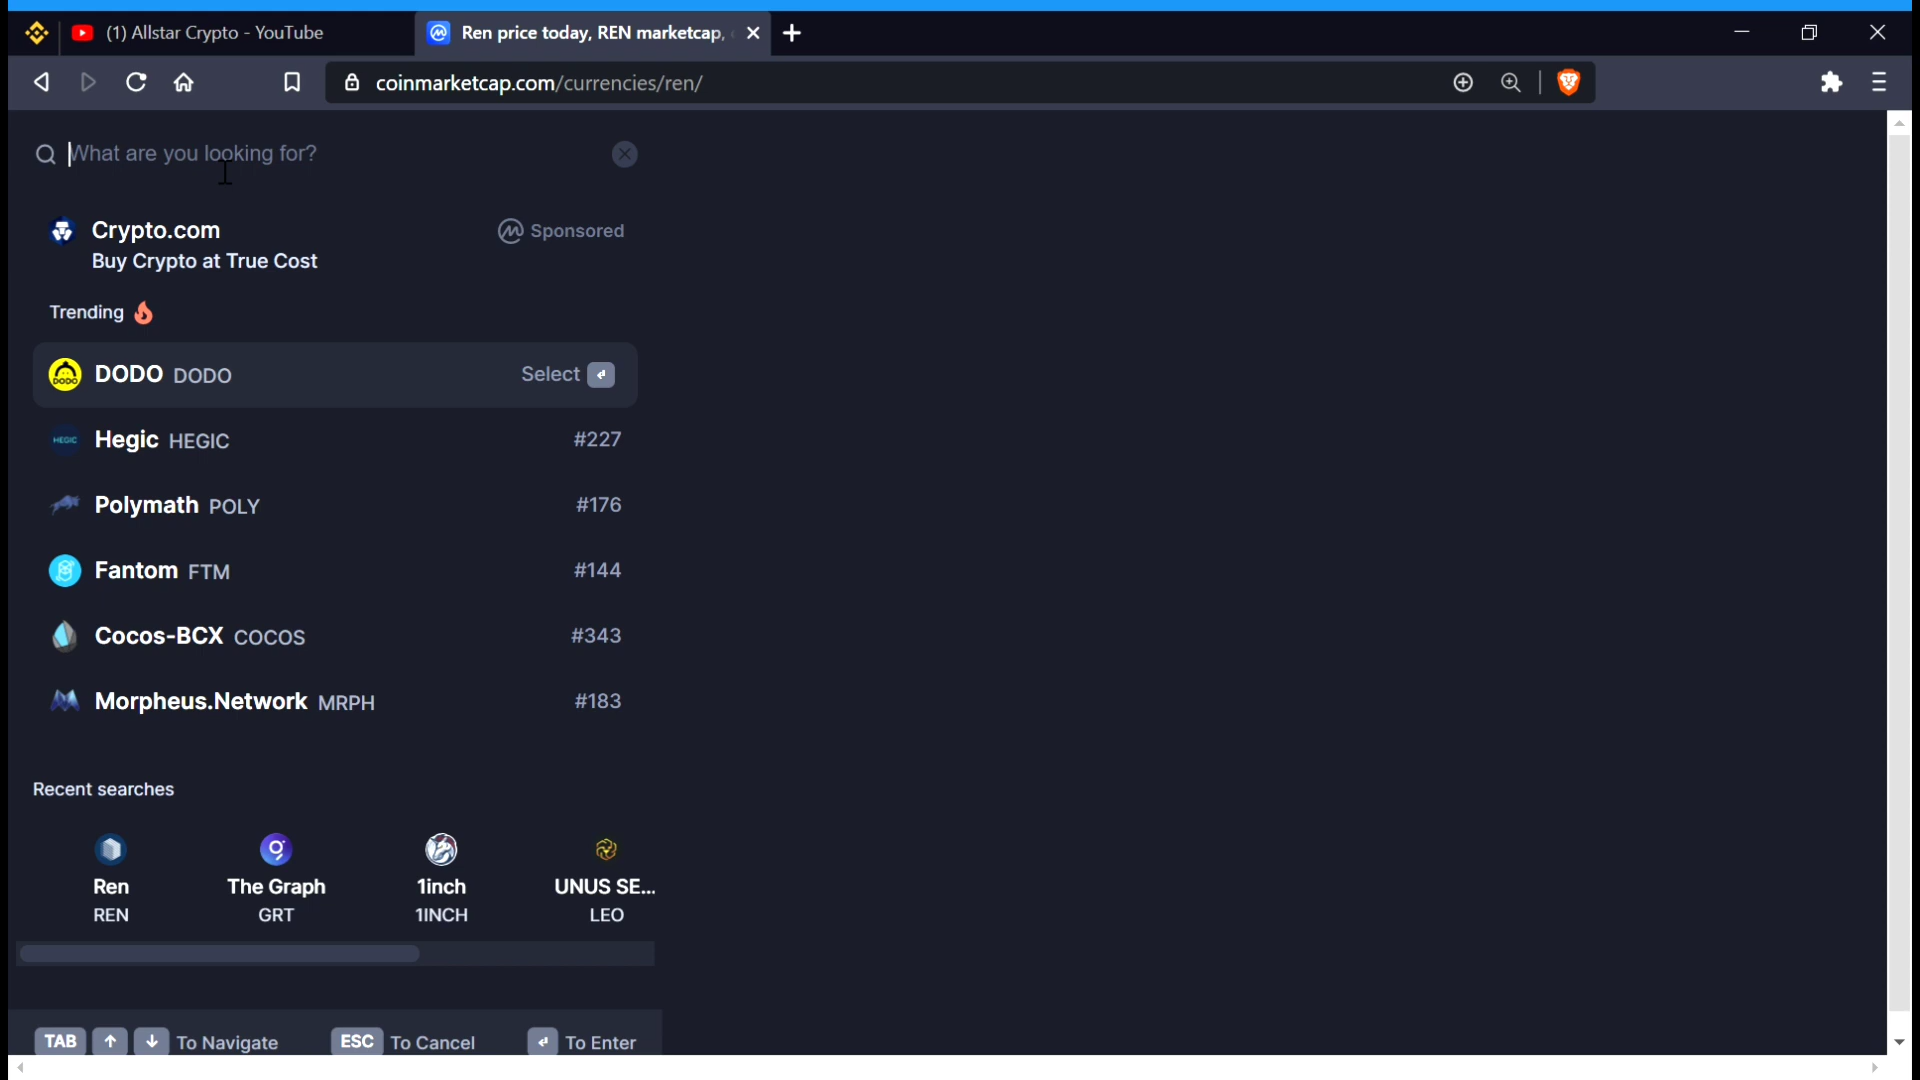 (1) Allstar Crypto - YouTube
Ren price today, REN marketcap,
coinmarketcap.com/currencies/ren/
What are you looking for?
Crypto.com
Sponsored
Buy Crypto at True Cost
Trending
DODO DODO
Select
Hegic HEGIC
#227
Polymath POLY
#176
Fantom FTM
#144
Cocos-BCX COCOS
#343
Morpheus.Network MRPH
#183
Recent searches
Ren
The Graph
1inch
UNUS SE...
REN
GRT
1INCH
LEO
TAB ↑ ↓ To Navigate
ESC To Cancel
To Enter